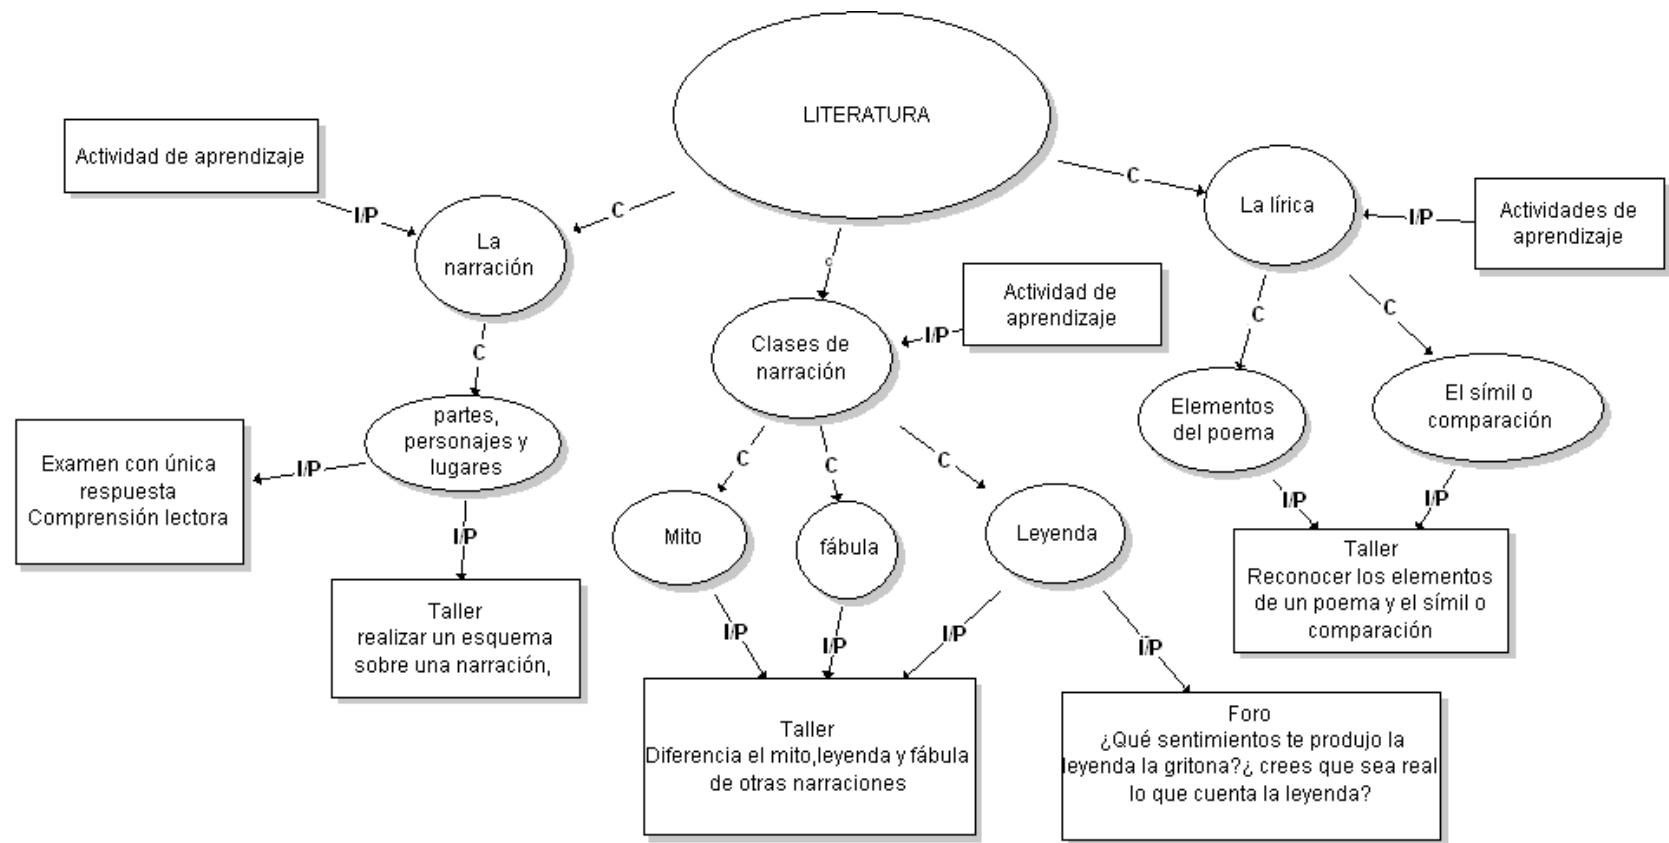 LITERATURA
Actividad de aprendizaje
I/P
La
narración
C
C
La lírica
I/P
Actividades de
aprendizaje
c
Actividad de
aprendizaje
I/P
Clases de
narración
C
C
C
partes,
personajes y
lugares
I/P
Examen con única
respuesta
Comprensión lectora
I/P
Taller
realizar un esquema
sobre una narración,
C
C
C
Mito
fábula
Leyenda
Elementos
del poema
El símil o
comparación
I/P
I/P
Taller
Reconocer los elementos
de un poema y el símil o
comparación
I/P
I/P
I/P
I/P
Taller
Diferencia el mito,leyenda y fábula
de otras narraciones
Foro
¿Qué sentimientos te produjo la
leyenda la gritona?¿ crees que sea real
lo que cuenta la leyenda?